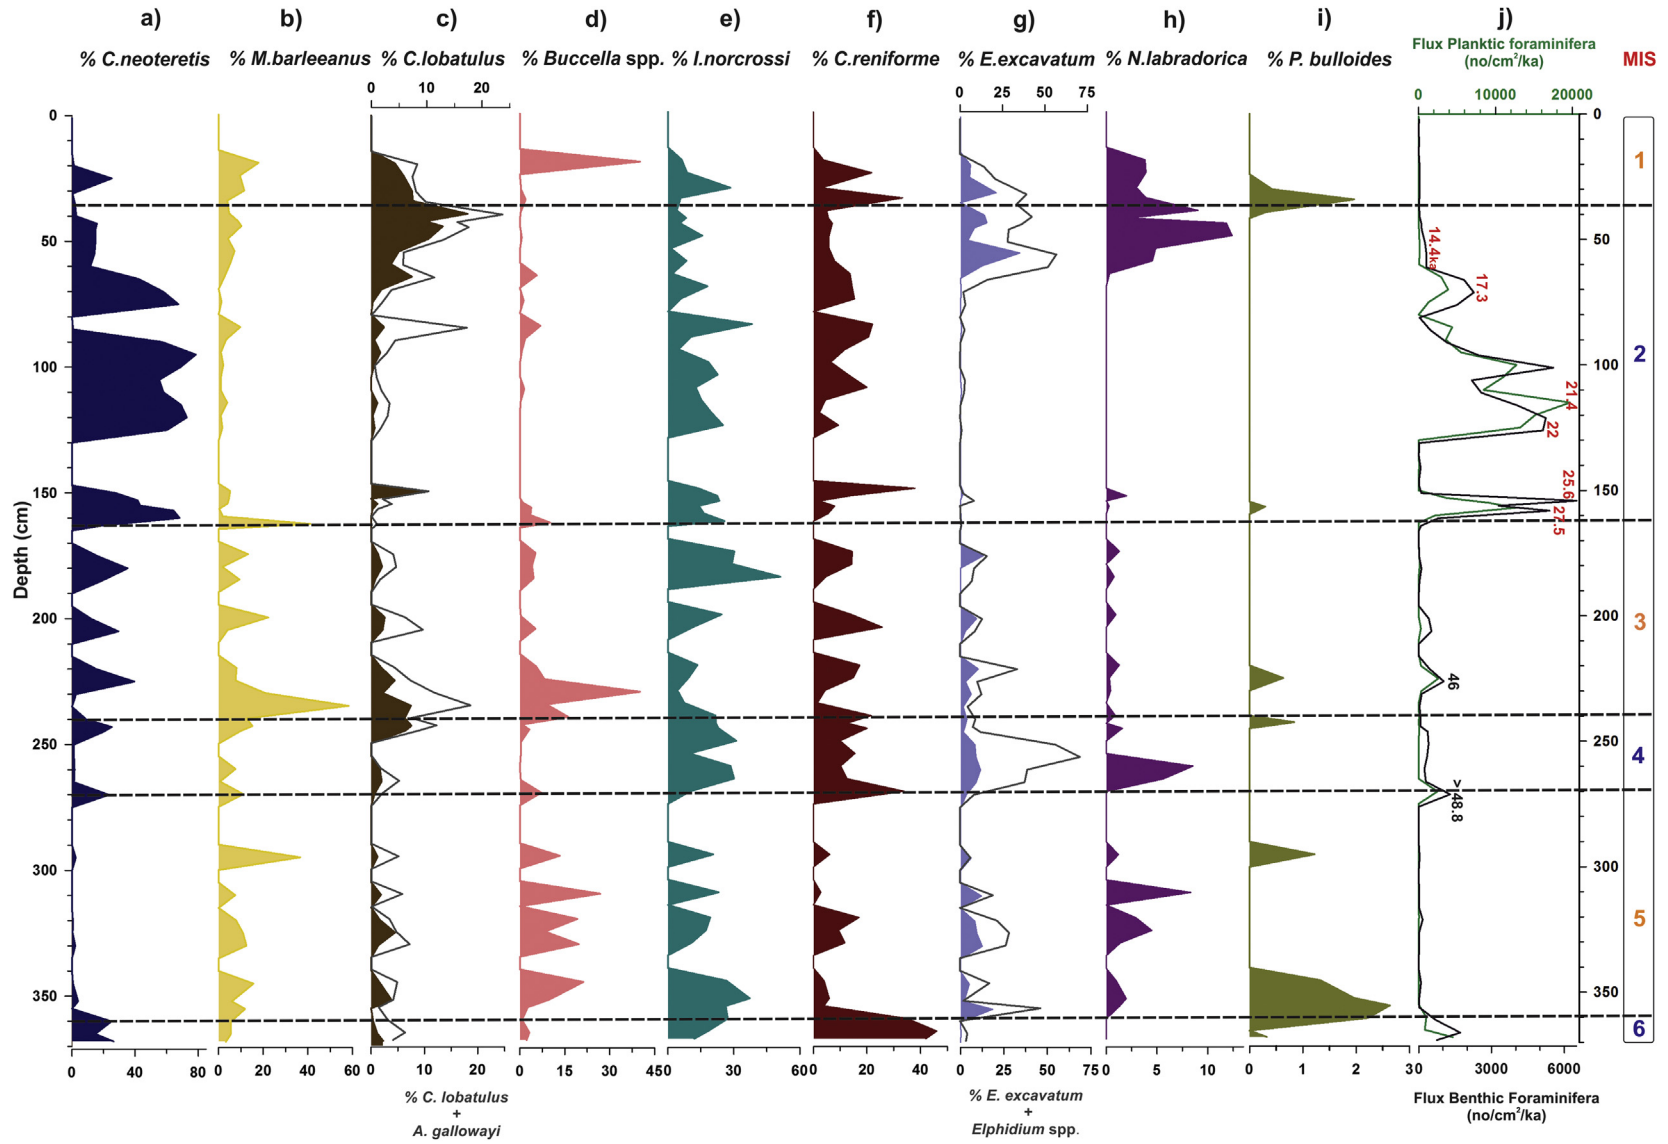 a) b) c) d) e) f) g) h) i) j)
% C.neoteretis % M.barleeanus % C.lobatulus % Buccella spp. % I.norcrossi % C.reniforme % E.excavatum % N.labradorica % P. bulloides Flux Planktic foraminifera (no/cm²/ka) MIS
0 10 20
0 25 50 75
0 10000 20000
Depth (cm)
0
50
100
150
200
250
300
350
0
50
100
150
200
250
300
350
14.4ka
17.3
21.4
22
25.6
27.5
46
>48.8
1
2
3
4
5
6
0 40 80
0 20 40 60
0 10 20
0 15 30 45
0 30 60
0 20 40
0 25 50 75
0 5 10
0 1 2 3
0 3000 6000
% C. lobatulus
+
A. gallowayi
% E. excavatum
+
Elphidium spp.
Flux Benthic Foraminifera
(no/cm²/ka)